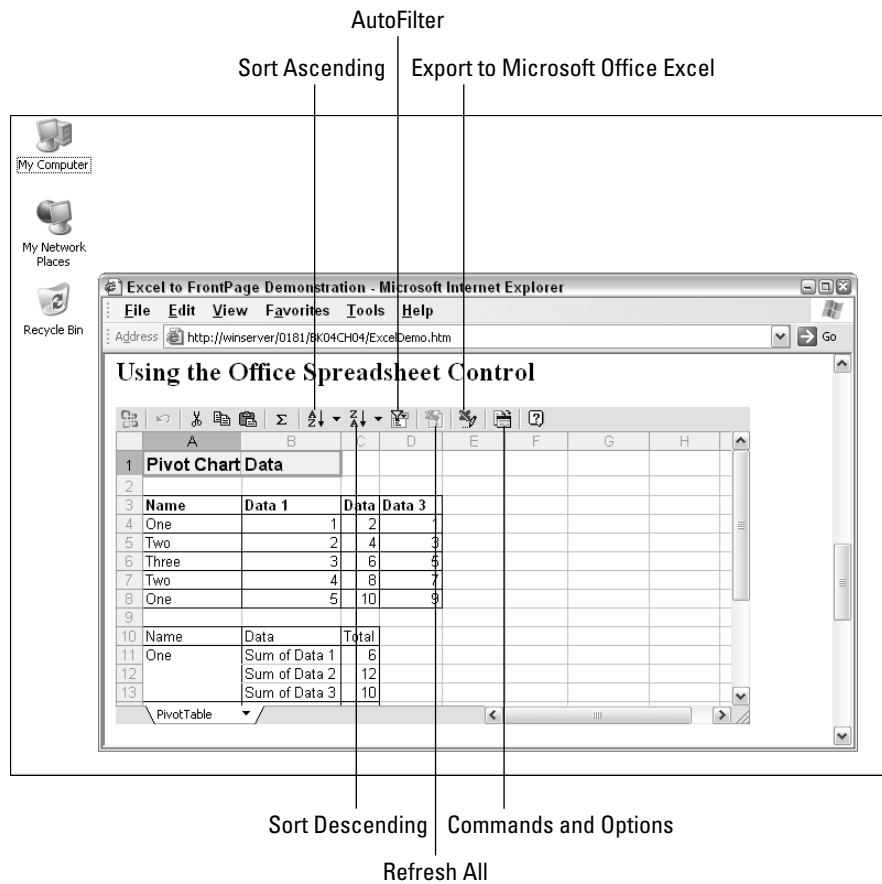 AutoFilter
Sort Ascending Export to Microsoft Office Excel
My Computer
My Network
Places
Recycle Bin
Excel to FrontPage Demonstration - Microsoft Internet Explorer
File Edit View Favorites Tools Help
Address http://winserver/0181/BK04CH04/ExcelDemo.htm Go
Using the Office Spreadsheet Control
A B C D E F G H
1 Pivot Chart Data
2
3 Name Data 1 Data Data 3
4 One 1 2 1
5 Two 2 4 3
6 Three 3 6 5
7 Two 4 8 7
8 One 5 10 9
9
10 Name Data Total
11 One Sum of Data 1 6
12 Sum of Data 2 12
13 Sum of Data 3 10
PivotTable
Sort Descending Commands and Options
Refresh All